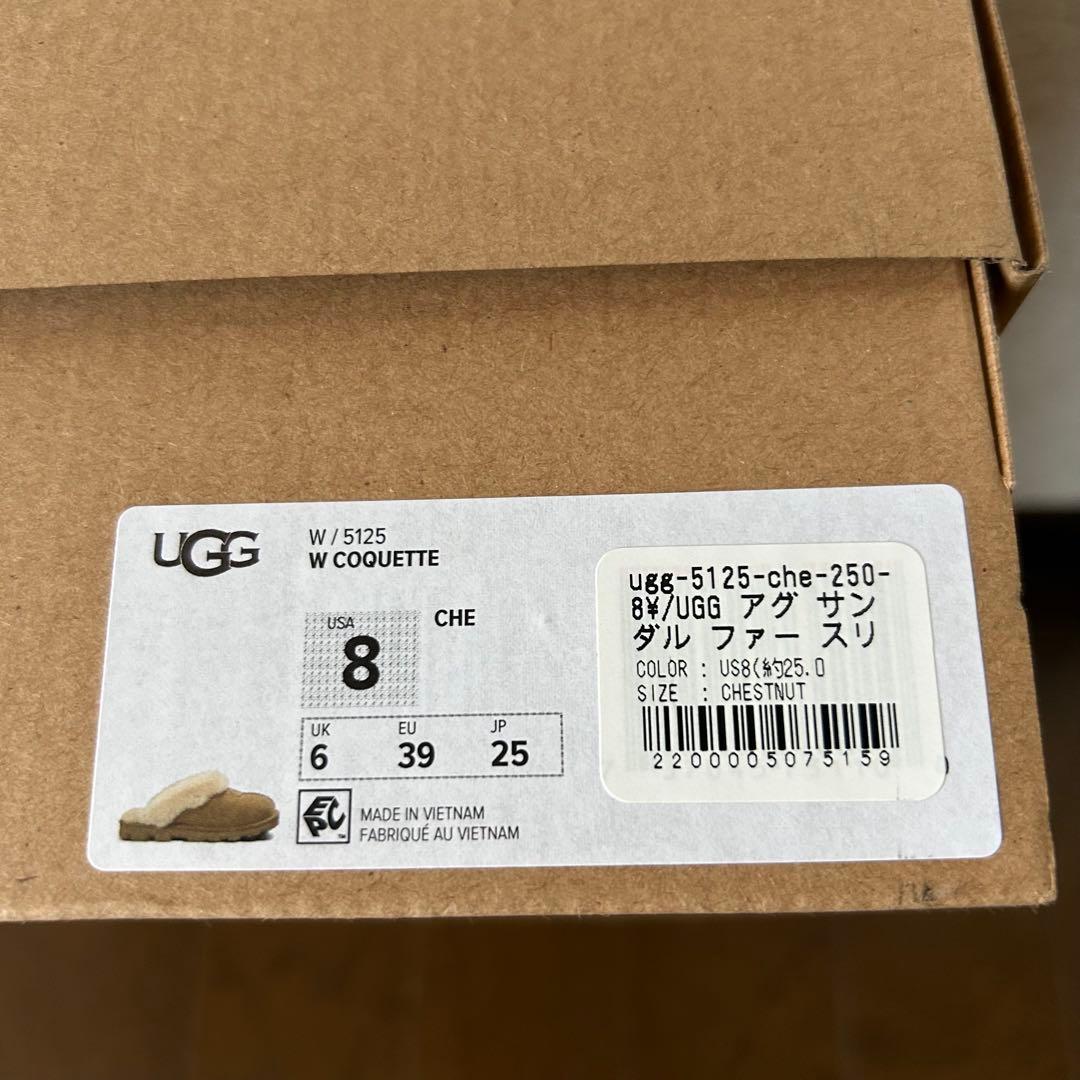 UGG
W / 5125
W COQUETTE
USA
8
CHE
UK
6
EU
39
JP
25
EPC
™
MADE IN VIETNAM
FABRIQUÉ AU VIETNAM
ugg-5125-che-250-
8¥/UGG アグ サン
ダル ファー スリ
COLOR : US8(約25.0
SIZE : CHESTNUT
2200005075159